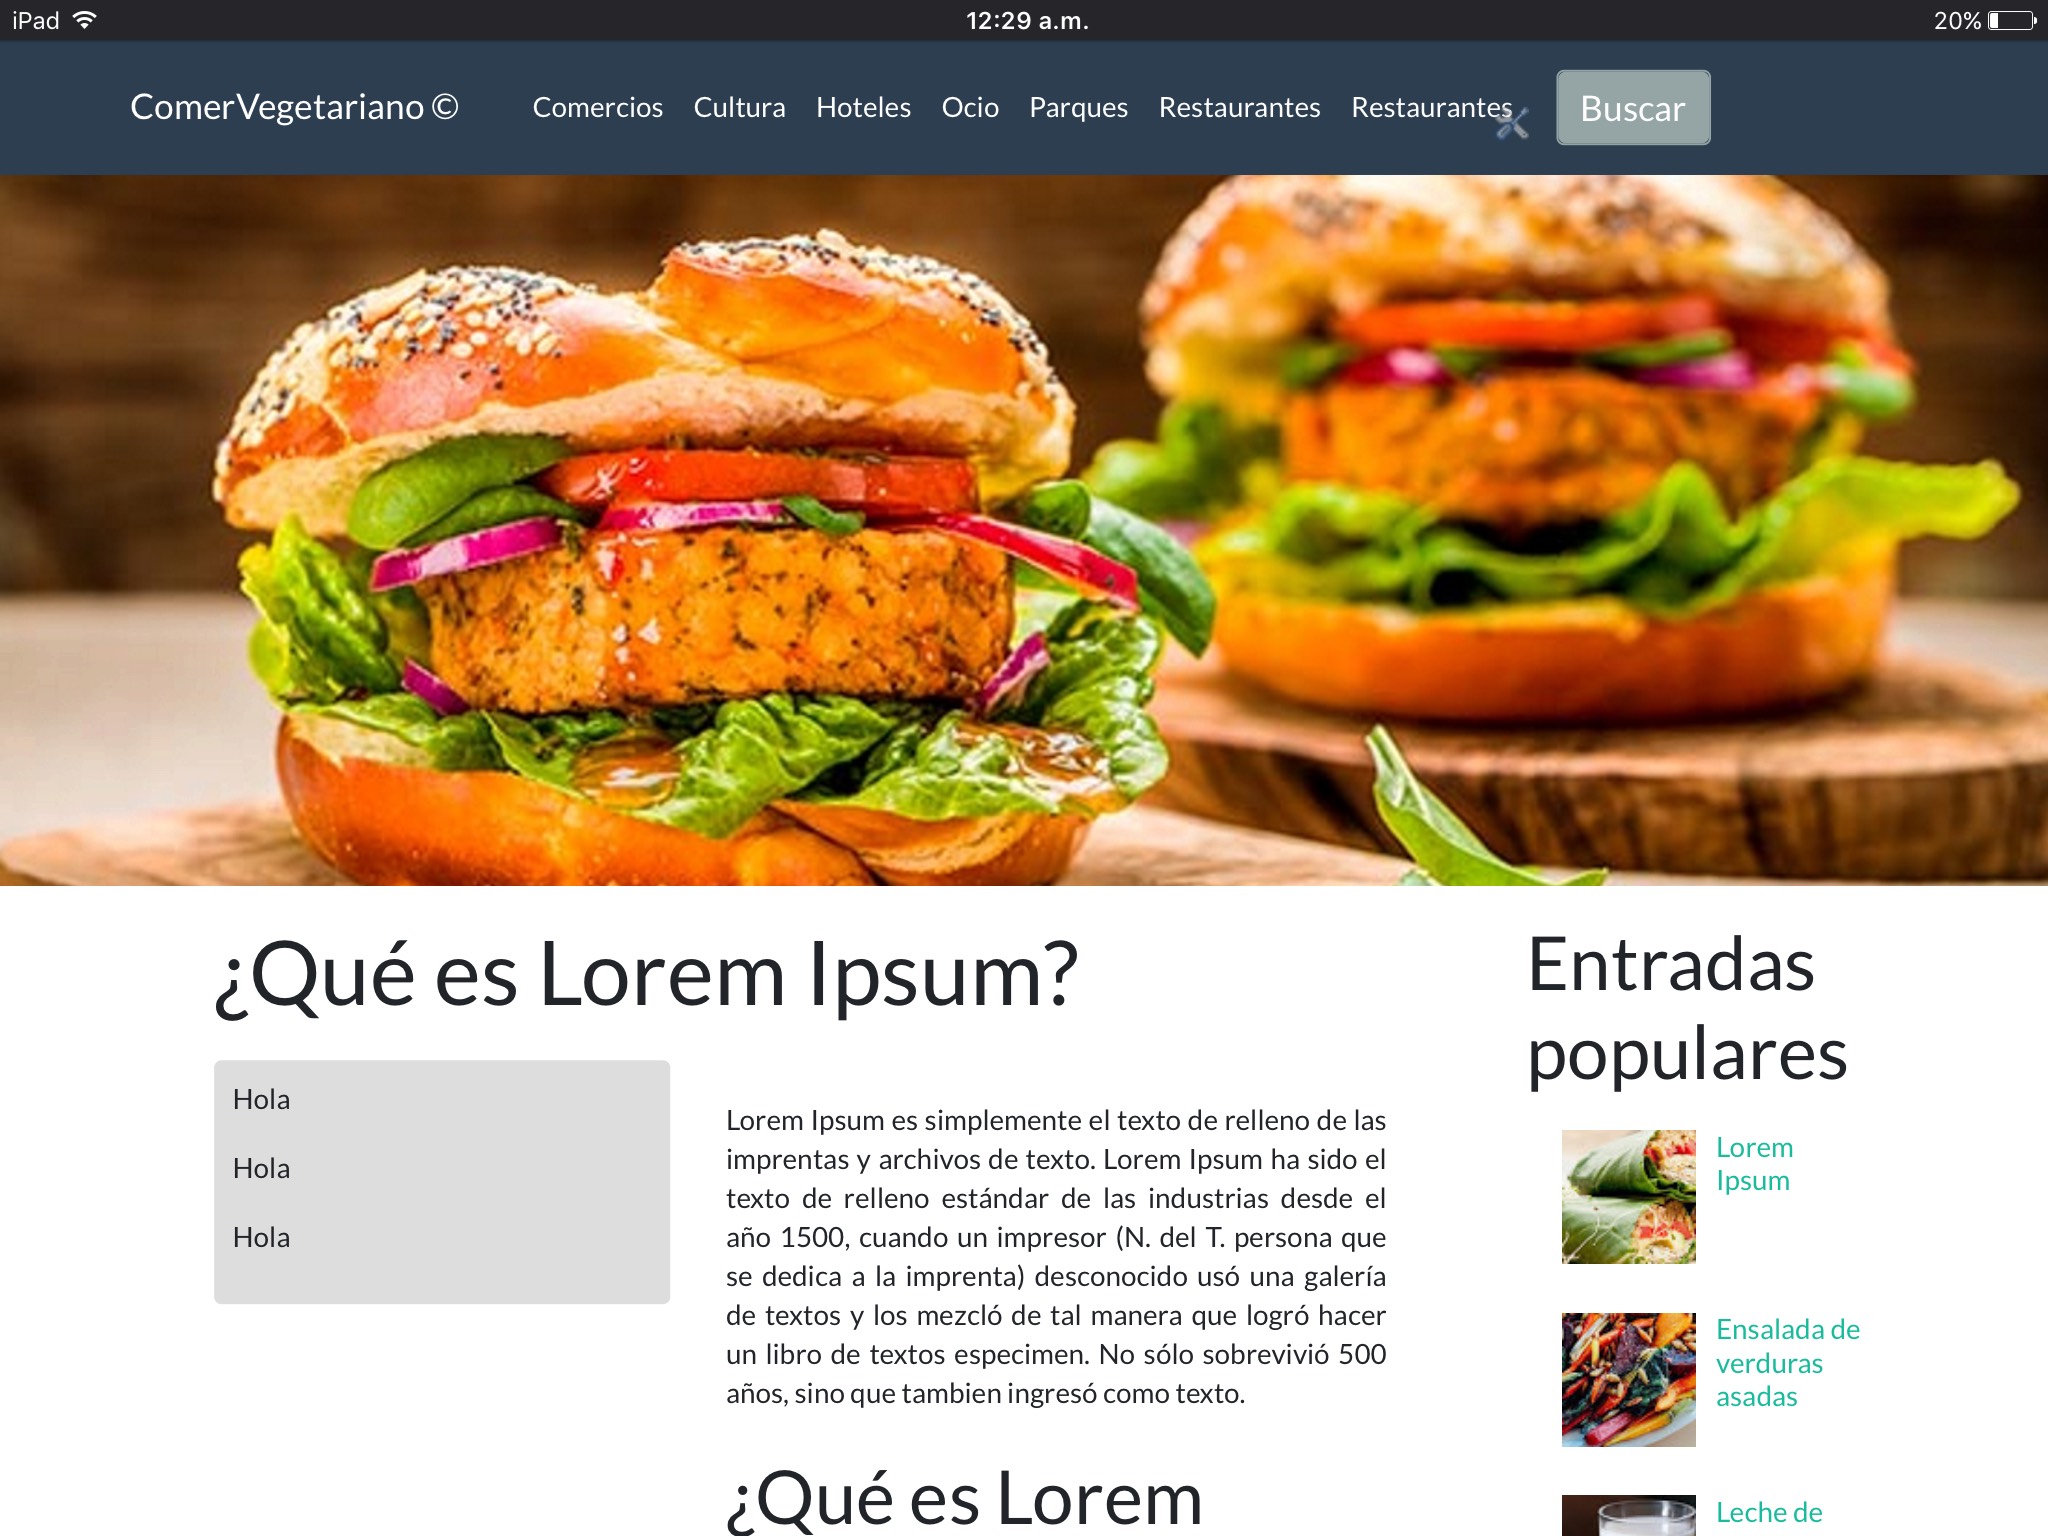 iPad
12:29 a.m.
20%
ComerVegetariano ©
Comercios Cultura Hoteles Ocio Parques Restaurantes Restaurantes
Buscar
¿Qué es Lorem Ipsum?
Hola
Hola
Hola
Lorem Ipsum es simplemente el texto de relleno de las
imprentas y archivos de texto. Lorem Ipsum ha sido el
texto de relleno estándar de las industrias desde el
año 1500, cuando un impresor (N. del T. persona que
se dedica a la imprenta) desconocido usó una galería
de textos y los mezcló de tal manera que logró hacer
un libro de textos especimen. No sólo sobrevivió 500
años, sino que tambien ingresó como texto.
¿Qué es Lorem
Entradas
populares
Lorem
Ipsum
Ensalada de
verduras
asadas
Leche de